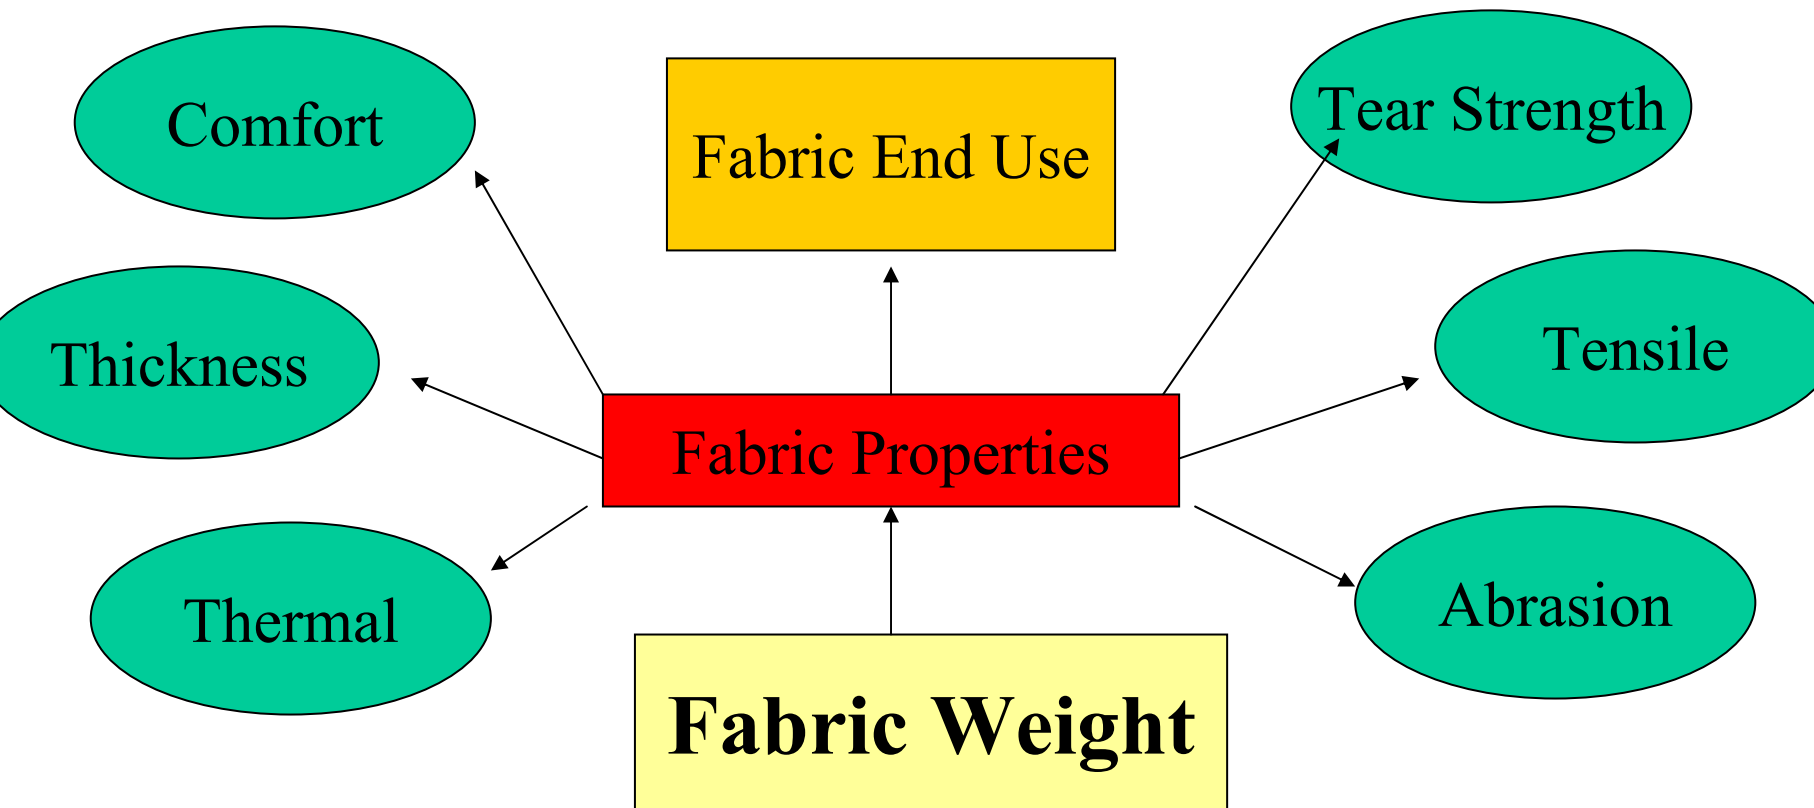 Comfort
Fabric End Use
Tear Strength
Thickness
Tensile
Fabric Properties
Thermal
Abrasion
Fabric Weight